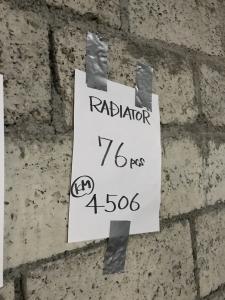 RADIATOR
76 pcs
KM
4506